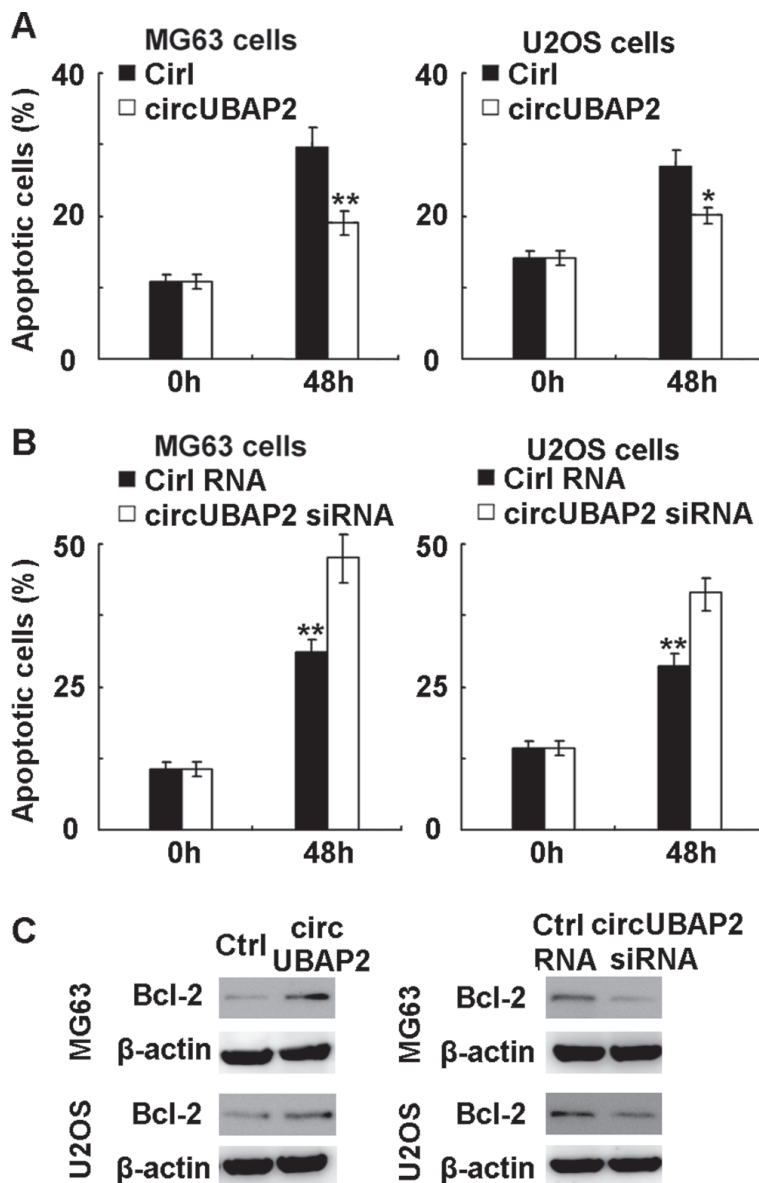 A
MG63 cells
Cirl
circUBAP2
Apoptotic cells (%)
40
20
0
**
0h
48h
U2OS cells
Cirl
circUBAP2
40
20
0
*
0h
48h
B
MG63 cells
Cirl RNA
circUBAP2 siRNA
Apoptotic cells (%)
50
25
0
**
0h
48h
U2OS cells
Cirl RNA
circUBAP2 siRNA
50
25
0
**
0h
48h
C
Ctrl
circ
UBAP2
MG63
Bcl-2
β-actin
U2OS
Bcl-2
β-actin
Ctrl circUBAP2
RNA siRNA
MG63
Bcl-2
β-actin
U2OS
Bcl-2
β-actin